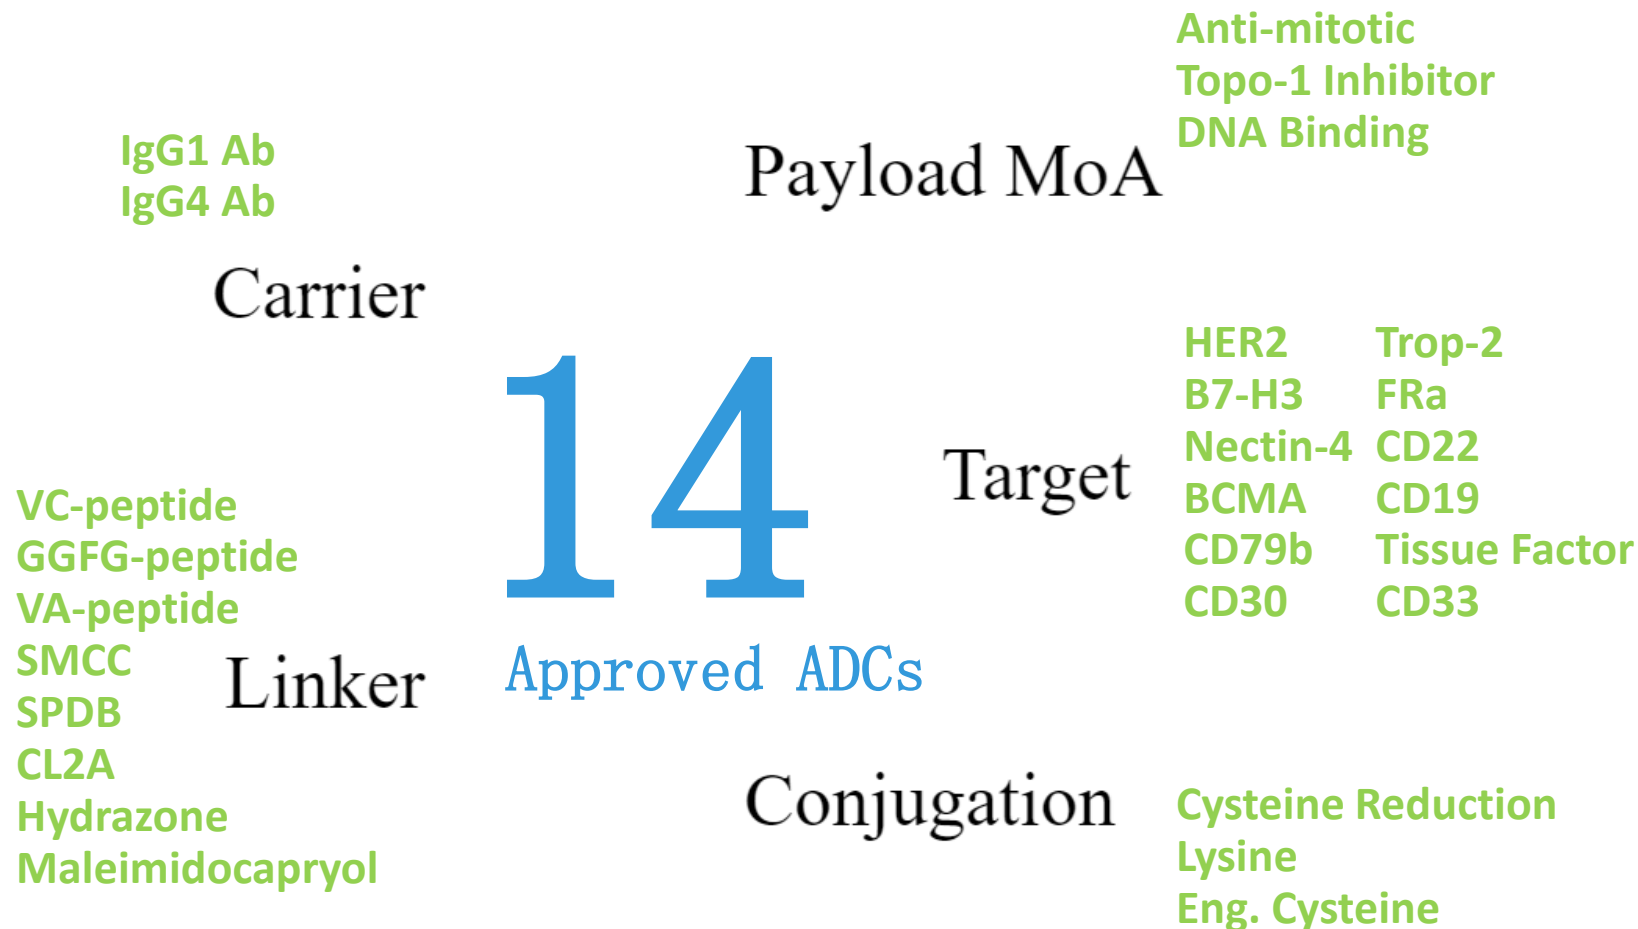 Anti-mitotic
Topo-1 Inhibitor
DNA Binding
Payload MoA
IgG1 Ab
IgG4 Ab
Carrier
14
Approved ADCs
HER2 Trop-2
B7-H3 FRa
Nectin-4 CD22
BCMA CD19
CD79b Tissue Factor
CD30 CD33
Target
VC-peptide
GGFG-peptide
VA-peptide
SMCC
SPDB
CL2A
Hydrazone
Maleimidocapryol
Linker
Conjugation
Cysteine Reduction
Lysine
Eng. Cysteine